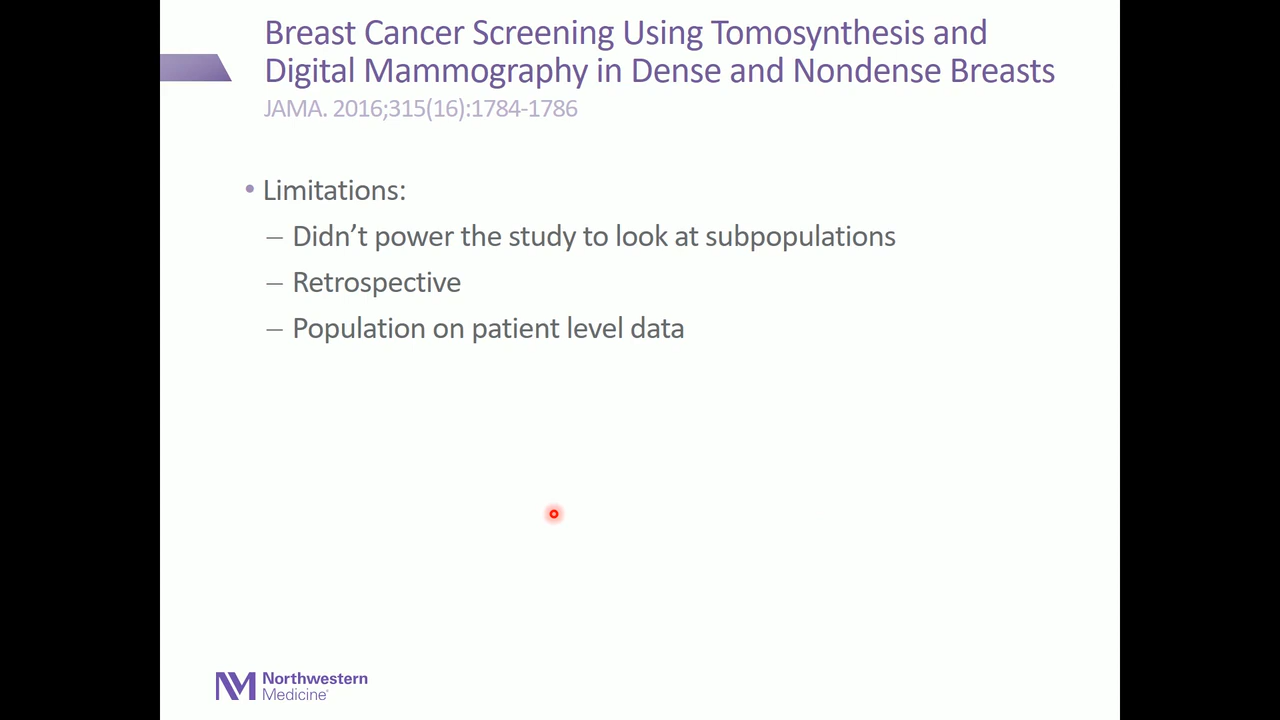 Breast Cancer Screening Using Tomosynthesis and
Digital Mammography in Dense and Nondense Breasts
JAMA. 2016;315(16):1784-1786
• Limitations:
– Didn’t power the study to look at subpopulations
– Retrospective
– Population on patient level data
NM Northwestern
Medicine®